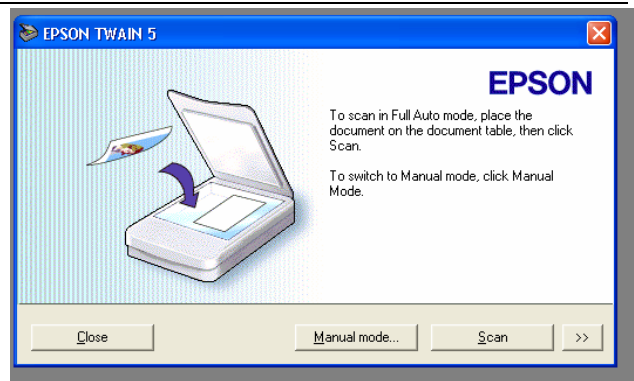 EPSON TWAIN 5
EPSON
To scan in Full Auto mode, place the
document on the document table, then click
Scan.
To switch to Manual mode, click Manual
Mode.
Close
Manual mode...
Scan
>>